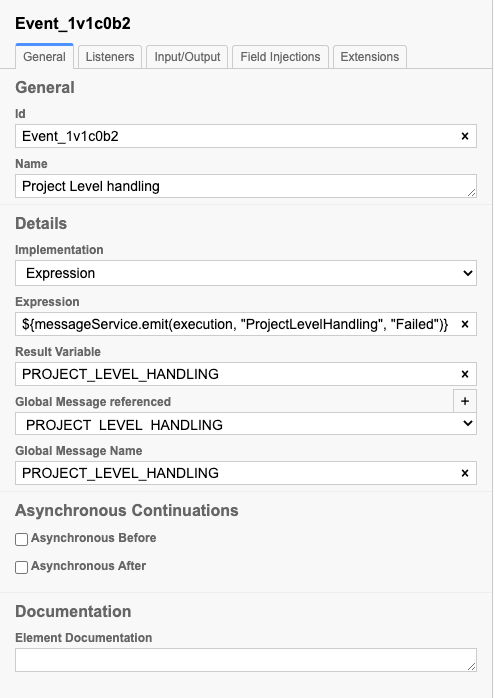 Event_1v1c0b2
General Listeners Input/Output Field Injections Extensions
General
Id
Event_1v1c0b2 ×
Name
Project Level handling
Details
Implementation
Expression
Expression
${messageService.emit(execution, "ProjectLevelHandling", "Failed")} ×
Result Variable
PROJECT_LEVEL_HANDLING ×
Global Message referenced +
PROJECT_LEVEL_HANDLING
Global Message Name
PROJECT_LEVEL_HANDLING ×
Asynchronous Continuations
Asynchronous Before
Asynchronous After
Documentation
Element Documentation